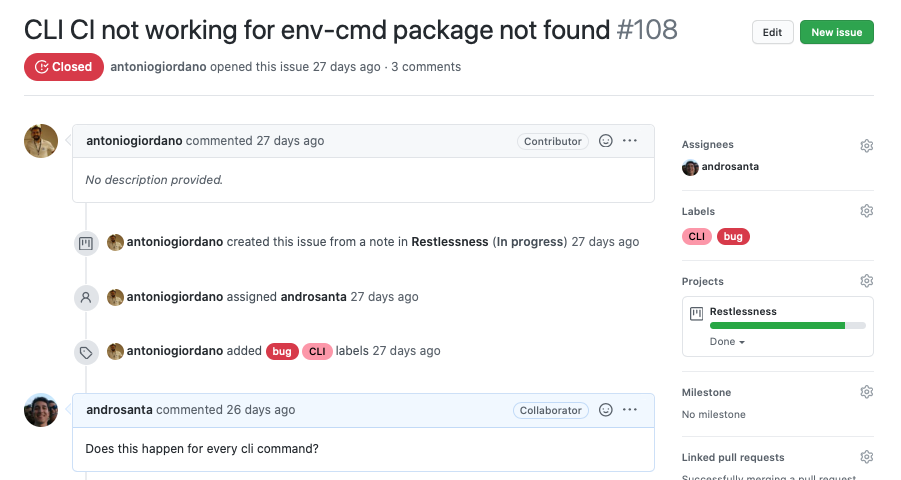 CLI CI not working for env-cmd package not found #108
Edit
New issue
Closed
antoniogiordano opened this issue 27 days ago · 3 comments
antoniogiordano commented 27 days ago
Contributor
No description provided.
antoniogiordano created this issue from a note in Restlessness (In progress) 27 days ago
antoniogiordano assigned androsanta 27 days ago
antoniogiordano added bug CLI labels 27 days ago
androsanta commented 26 days ago
Collaborator
Does this happen for every cli command?
Assignees
androsanta
Labels
CLI bug
Projects
Restlessness
Done
Milestone
No milestone
Linked pull requests
Successfully merging a pull request